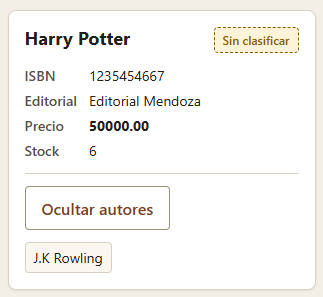 Harry Potter
Sin clasificar
ISBN 1235454667
Editorial Editorial Mendoza
Precio 50000.00
Stock 6
Ocultar autores
J.K Rowling